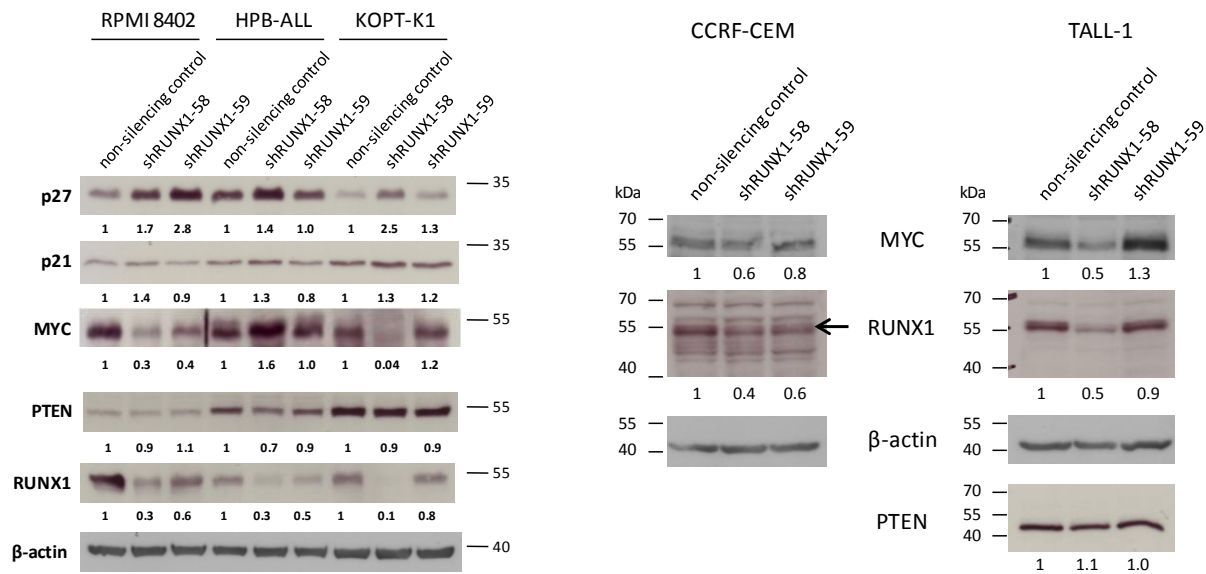 RPMI 8402 HPB-ALL KOPT-K1
non-silencing control shRUNX1-58 shRUNX1-59 non-silencing control shRUNX1-58 shRUNX1-59 non-silencing control shRUNX1-58 shRUNX1-59
p27 35
1 1.7 2.8 1 1.4 1.0 1 2.5 1.3
p21 35
1 1.4 0.9 1 1.3 0.8 1 1.3 1.2
MYC 55
1 0.3 0.4 1 1.6 1.0 1 0.04 1.2
PTEN 55
1 0.9 1.1 1 0.7 0.9 1 0.9 0.9
RUNX1 55
1 0.3 0.6 1 0.3 0.5 1 0.1 0.8
β-actin 40
CCRF-CEM TALL-1
non-silencing control shRUNX1-58 shRUNX1-59 non-silencing control shRUNX1-58 shRUNX1-59
kDa kDa
70 70
55 MYC 55
1 0.6 0.8 1 0.5 1.3
70 70
55 RUNX1 55
40 40
1 0.4 0.6 1 0.5 0.9
55 55
40 β-actin 40
70
55
PTEN 40
1 1.1 1.0